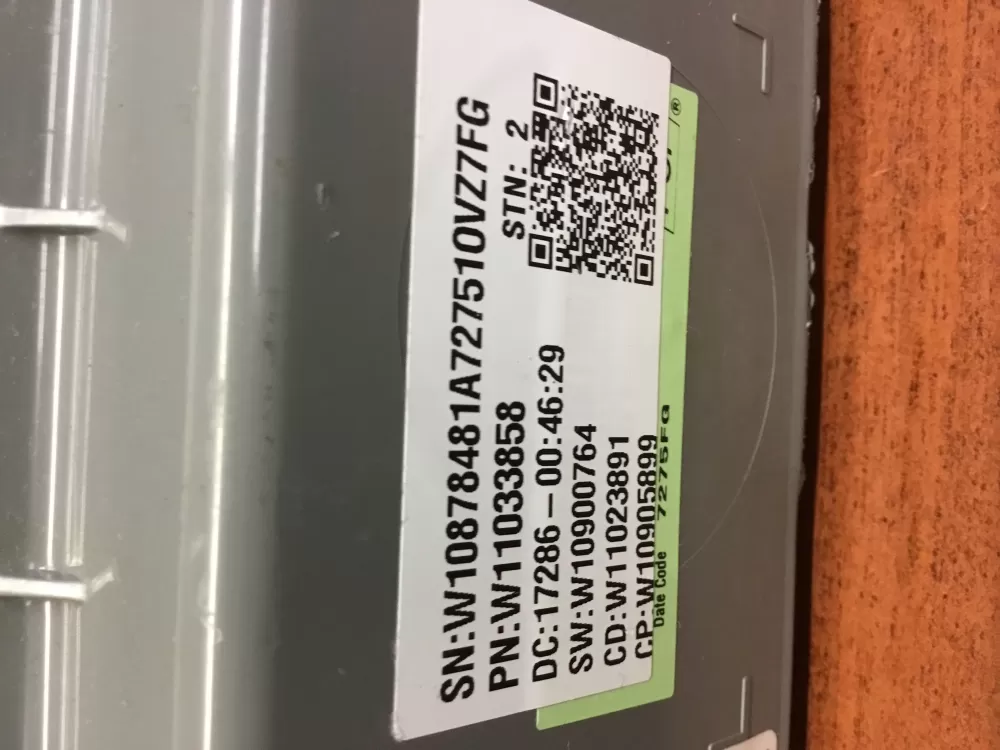 SN:W10878481A727510VZ7FG
STN: 2
PN:W11033858
DC:17286-00:46:29
SW:W10900764
CD:W11023891
CP:W10905899
Date Code 7275FG
®